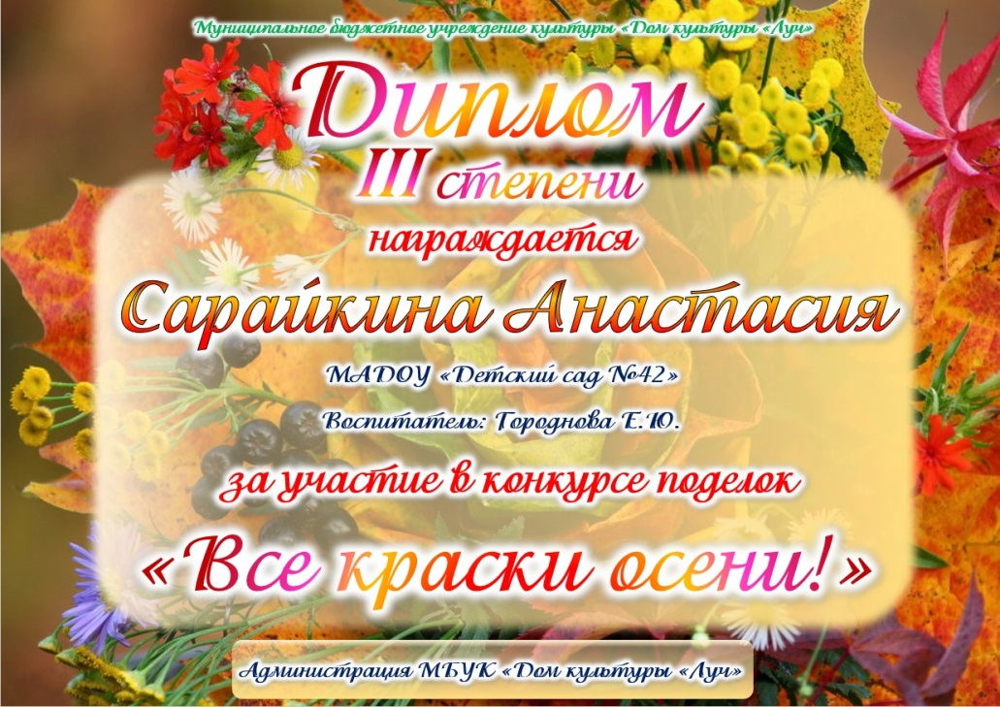 Муниципальное бюджетное учреждение культуры «Дом культуры «Луч»
Диплом
III степени
награждается
Сарайкина Анастасия
МАДОУ «Детский сад №42»
Воспитатель: Городнова Е.Ю.
за участие в конкурсе поделок
«Все краски осени!»
Администрация МБУК «Дом культуры «Луч»